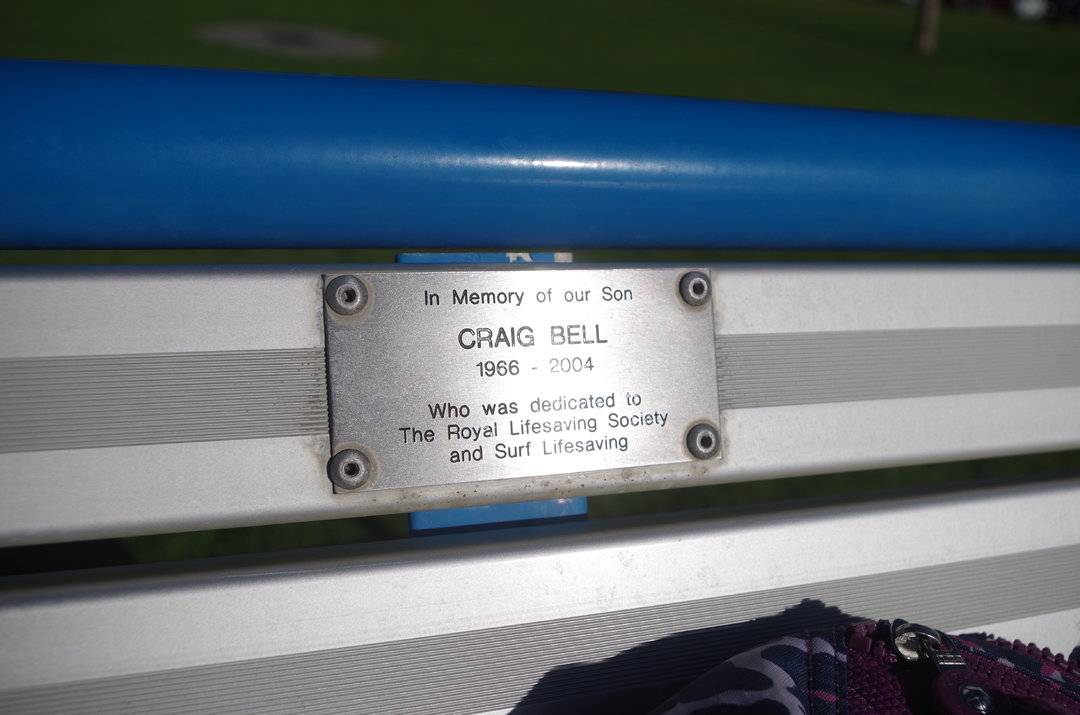 In Memory of our Son
CRAIG BELL
1966 - 2004
Who was dedicated to
The Royal Lifesaving Society
and Surf Lifesaving